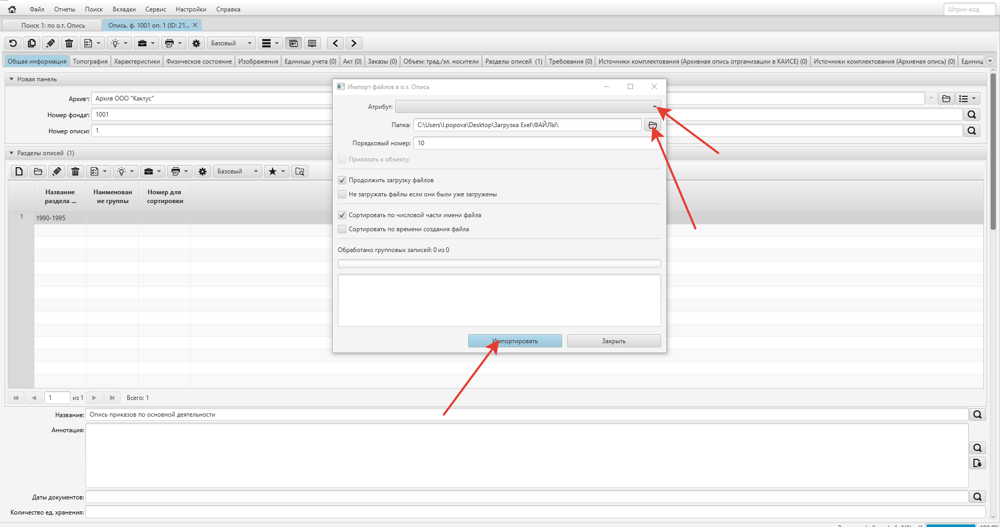 Файл Отчеты Поиск Вкладки Сервис Настройки Справка Штрих-код
Поиск 1: по о.т. Опись Опись. ф. 1001 оп. 1 (ID: 21...
Базовый
Общая информация Топография Характеристики Физическое состояние Изображения Единицы учета (0) Акт (0) Заказы (0) Объем: трад./эл. носители Разделы описей (1) Требования (0) Источники комплектования (Архивная опись организации в КАИСЕ) (0) Источники комплектования (Архивная опись) (0)
Новая панель
Архив*: Архив ООО "Кактус"
Номер фонда*: 1001
Номер описи: 1
Разделы описей (1)
Базовый
Название
раздела ...
Наименован
ие группы
Номер для
сортировки
1 1990-1995
1 из 1 Всего: 1
Название: Опись приказов по основной деятельности
Аннотация:
Даты документов:
Количество ед. хранения:
Импорт файлов в о.т. Опись
Атрибут:
Папка: C:\Users\l.popova\Desktop\Загрузка Exel\ФАЙЛЫ\
Порядковый номер: 10
Привязать к объекту:
Продолжить загрузку файлов
Не загружать файлы если они были уже загружены
Сортировать по числовой части имени файла
Сортировать по времени создания файла
Обработано групповых записей: 0 из 0
Импортировать Закрыть